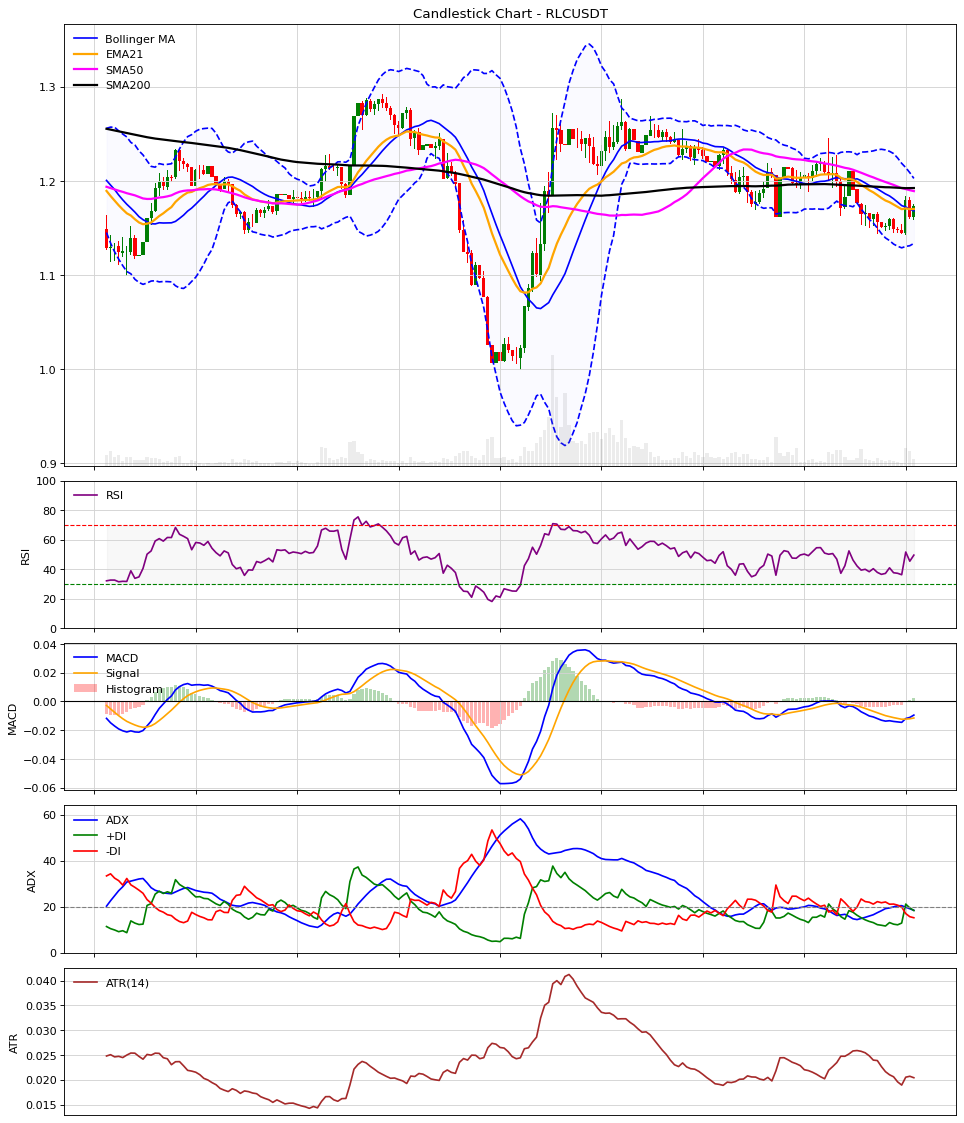 Candlestick Chart - RLCUSDT
Bollinger MA
EMA21
SMA50
SMA200
1.3
1.2
1.1
1.0
0.9
RSI
RSI
100
80
60
40
20
0
MACD
Signal
Histogram
MACD
0.04
0.02
0.00
−0.02
−0.04
−0.06
ADX
+DI
-DI
ADX
60
40
20
0
ATR(14)
ATR
0.040
0.035
0.030
0.025
0.020
0.015